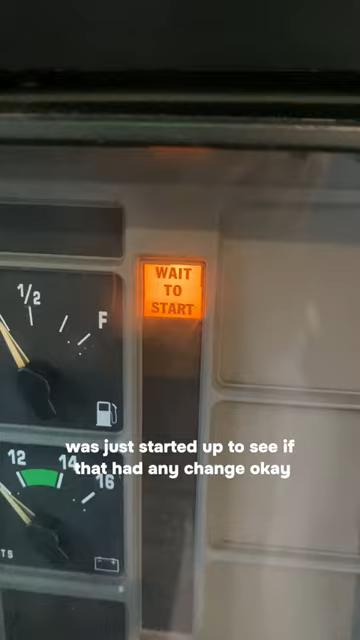 1/2
F
WAIT
TO
START
12
14
16
TS
was just started up to see if
that had any change okay